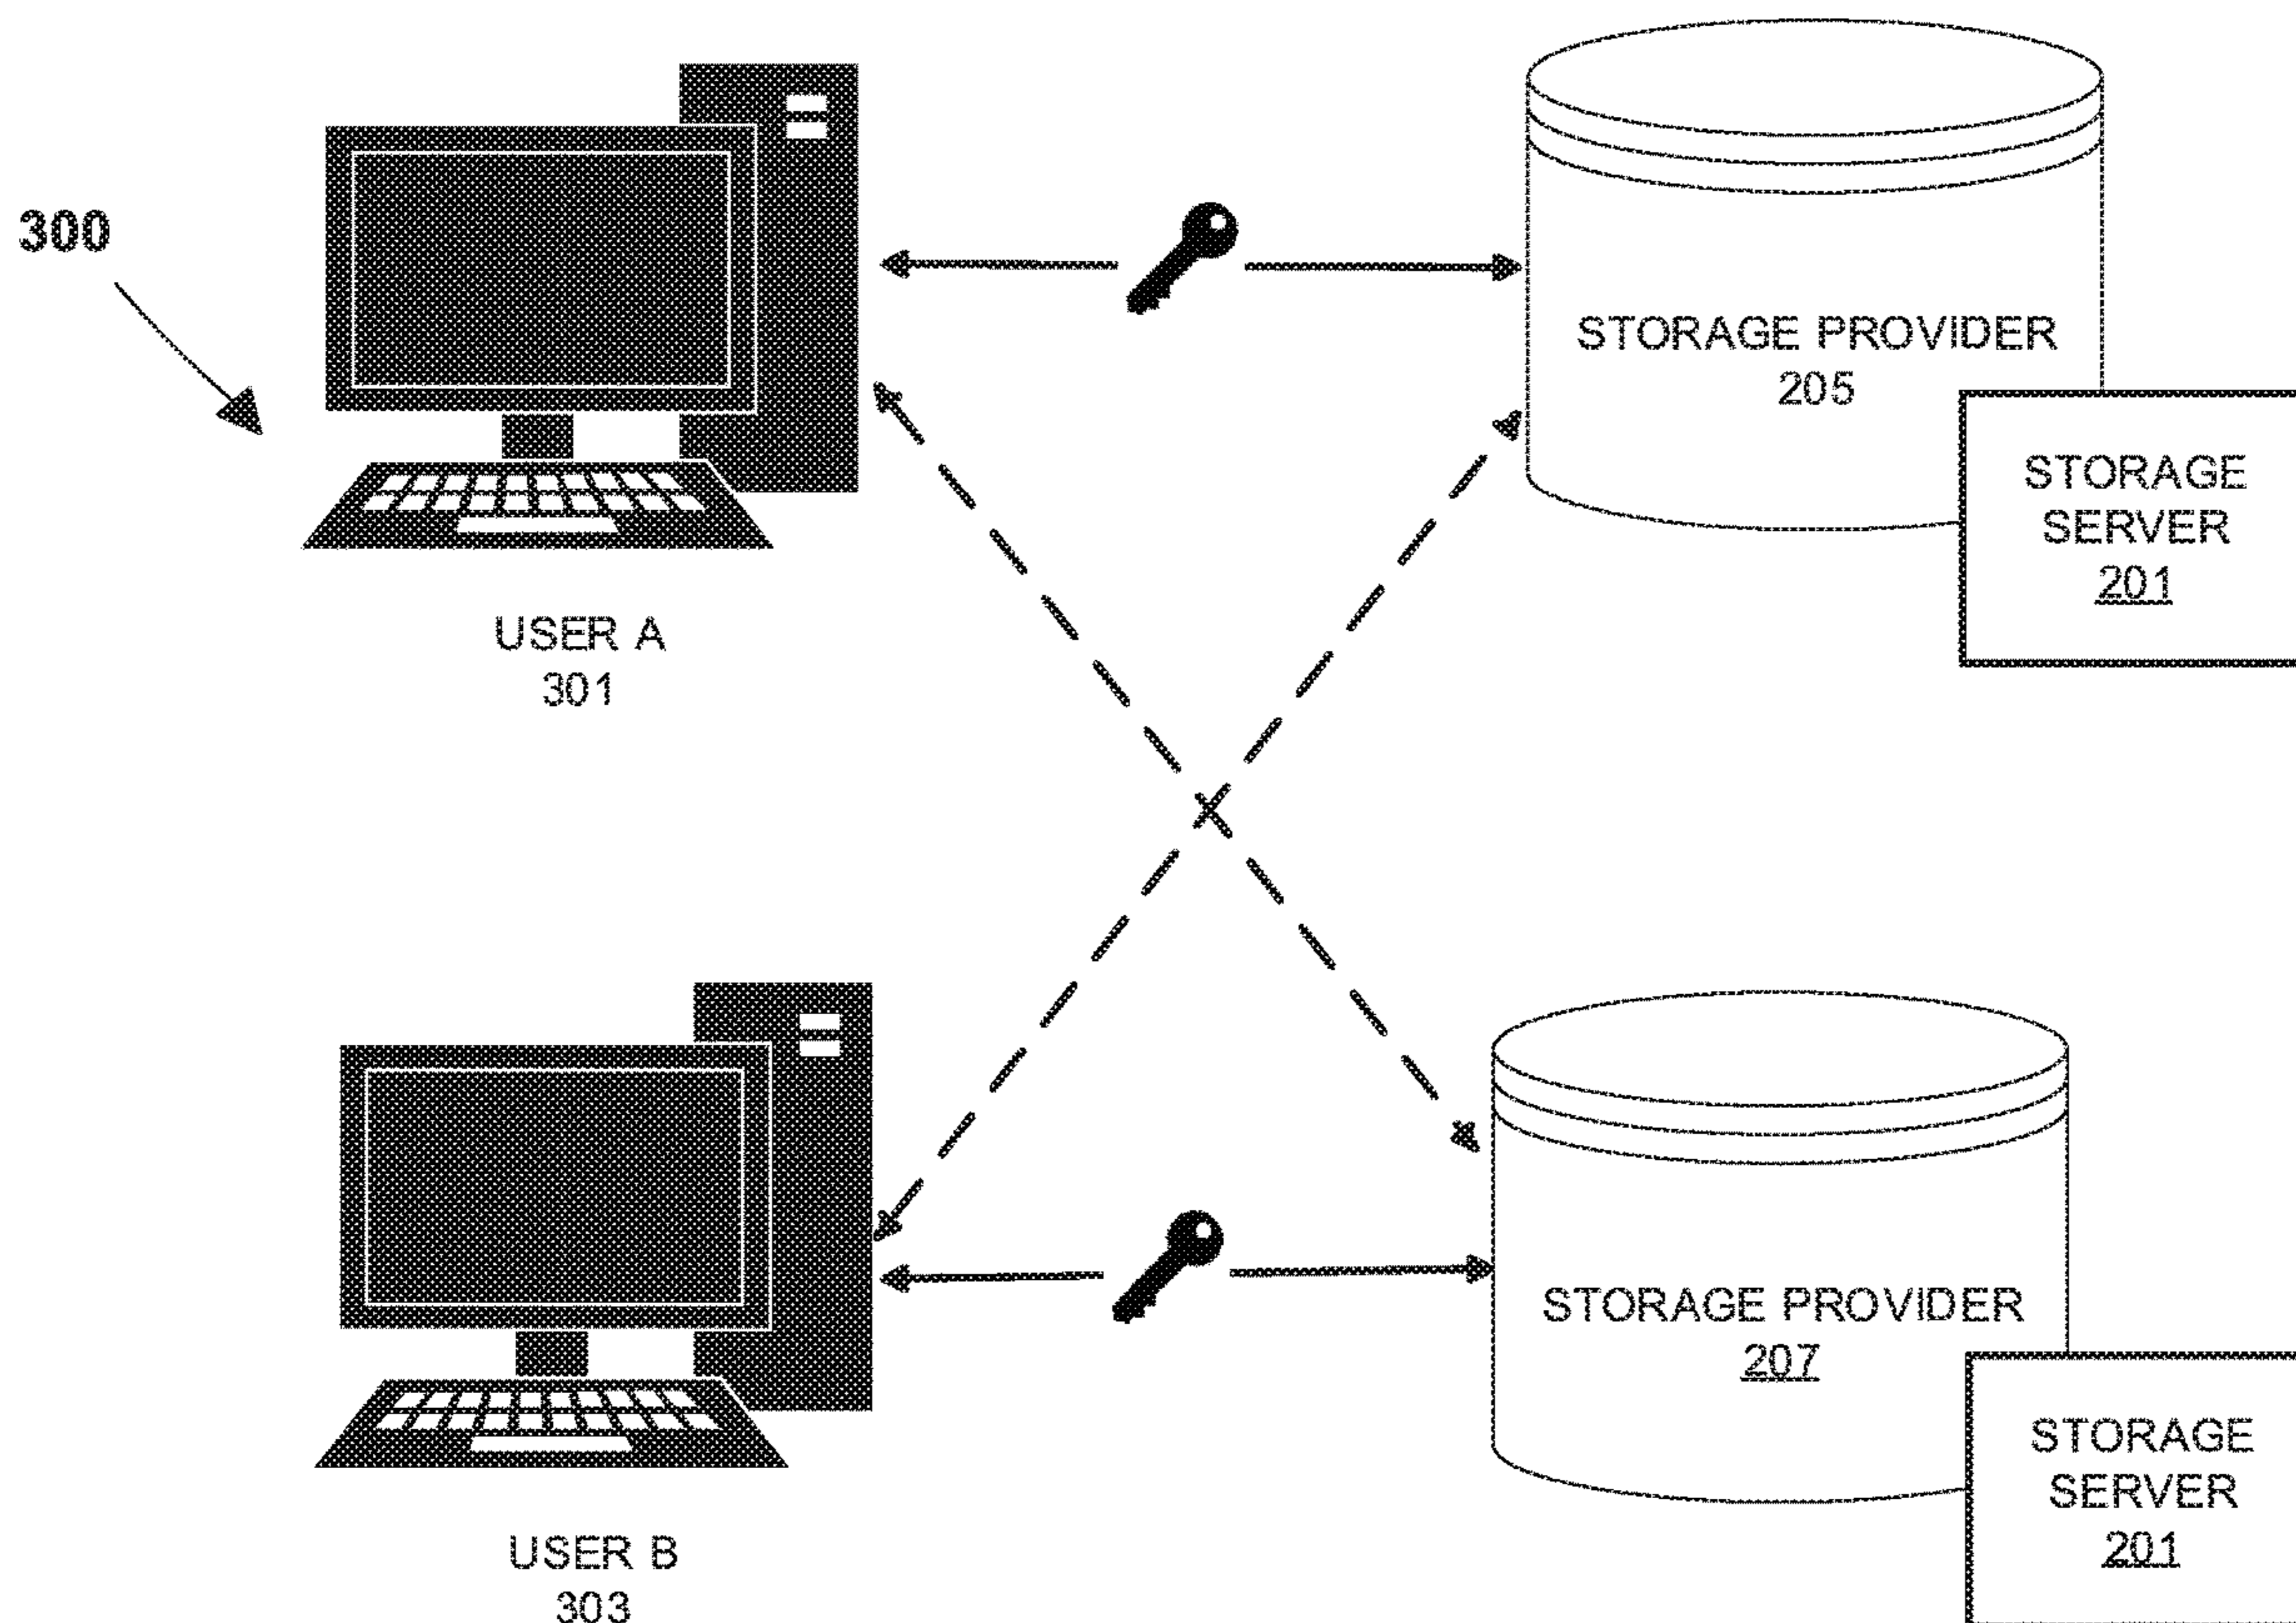 300
STORAGE PROVIDER
205
STORAGE
SERVER
201
USER A
301
STORAGE PROVIDER
207
STORAGE
SERVER
201
USER B
303